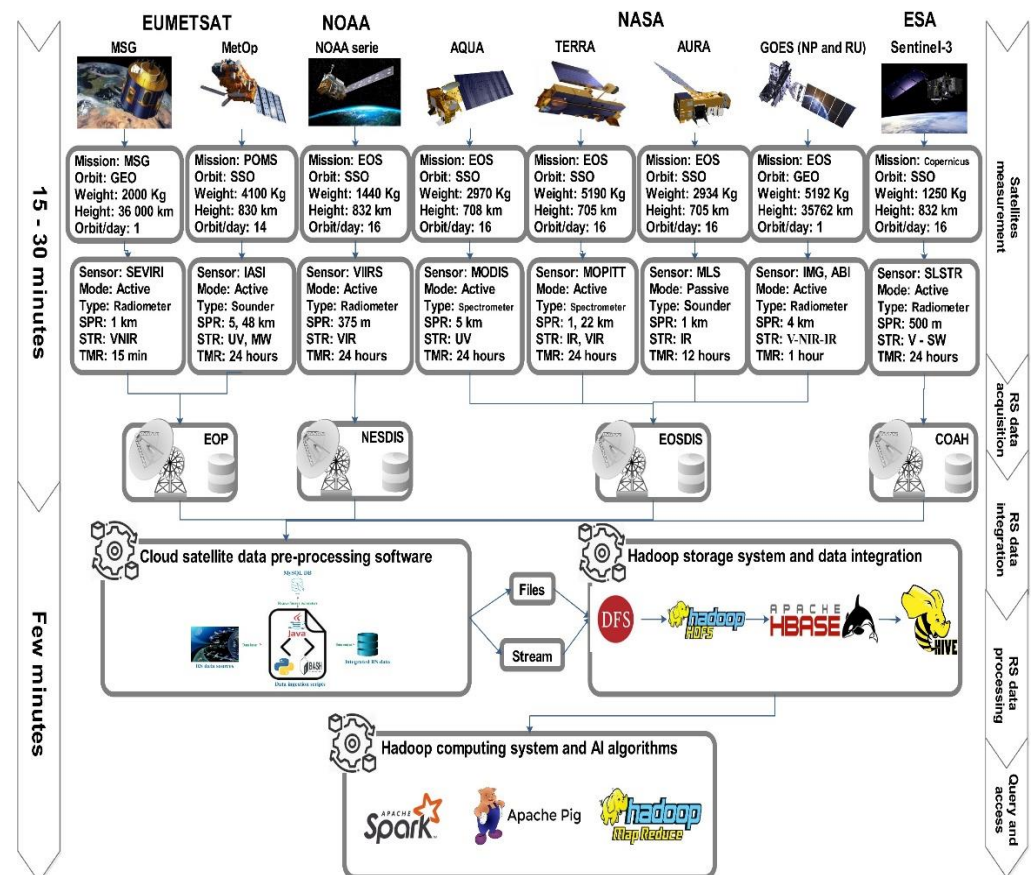 EUMETSAT
NOAA
NASA
ESA
MSG
MetOp
NOAA serie
AQUA
TERRA
AURA
GOES (NP and RU)
Sentinel-3
Mission: MSG
Orbit: GEO
Weight: 2000 Kg
Height: 36 000 km
Orbit/day: 1
Mission: POMS
Orbit: SSO
Weight: 4100 Kg
Height: 830 km
Orbit/day: 14
Mission: EOS
Orbit: SSO
Weight: 1440 Kg
Height: 832 km
Orbit/day: 16
Mission: EOS
Orbit: SSO
Weight: 2970 Kg
Height: 708 km
Orbit/day: 16
Mission: EOS
Orbit: SSO
Weight: 5190 Kg
Height: 705 km
Orbit/day: 16
Mission: EOS
Orbit: SSO
Weight: 2934 Kg
Height: 705 km
Orbit/day: 16
Mission: EOS
Orbit: GEO
Weight: 5192 Kg
Height: 35762 km
Orbit/day: 1
Mission: Copernicus
Orbit: SSO
Weight: 1250 Kg
Height: 832 km
Orbit/day: 16
Sensor: SEVIRI
Mode: Active
Type: Radiometer
SPR: 1 km
STR: VNIR
TMR: 15 min
Sensor: IASI
Mode: Active
Type: Sounder
SPR: 5, 48 km
STR: UV, MW
TMR: 24 hours
Sensor: VIIRS
Mode: Active
Type: Radiometer
SPR: 375 m
STR: VIR
TMR: 24 hours
Sensor: MODIS
Mode: Active
Type: Spectrometer
SPR: 5 km
STR: UV
TMR: 24 hours
Sensor: MOPITT
Mode: Active
Type: Spectrometer
SPR: 1, 22 km
STR: IR, VIR
TMR: 24 hours
Sensor: MLS
Mode: Passive
Type: Sounder
SPR: 1 km
STR: IR
TMR: 12 hours
Sensor: IMG, ABI
Mode: Active
Type: Radiometer
SPR: 4 km
STR: V-NIR-IR
TMR: 1 hour
Sensor: SLSTR
Mode: Active
Type: Radiometer
SPR: 500 m
STR: V - SW
TMR: 24 hours
EOP
NESDIS
EOSDIS
COAH
Cloud satellite data pre-processing software
MySQL DB
Java
BASH
Integrated RS data
Data ingestion scripts
Files
Stream
Hadoop storage system and data integration
DFS
hadoop
HDFS
APACHE
HBASE
HIVE
Hadoop computing system and AI algorithms
APACHE
Spark
Apache Pig
hadoop
Map Reduce
15 - 30 minutes
Few minutes
Satellites
measurement
RS data
acquisition
RS data
integration
RS data
processing
Query and
access